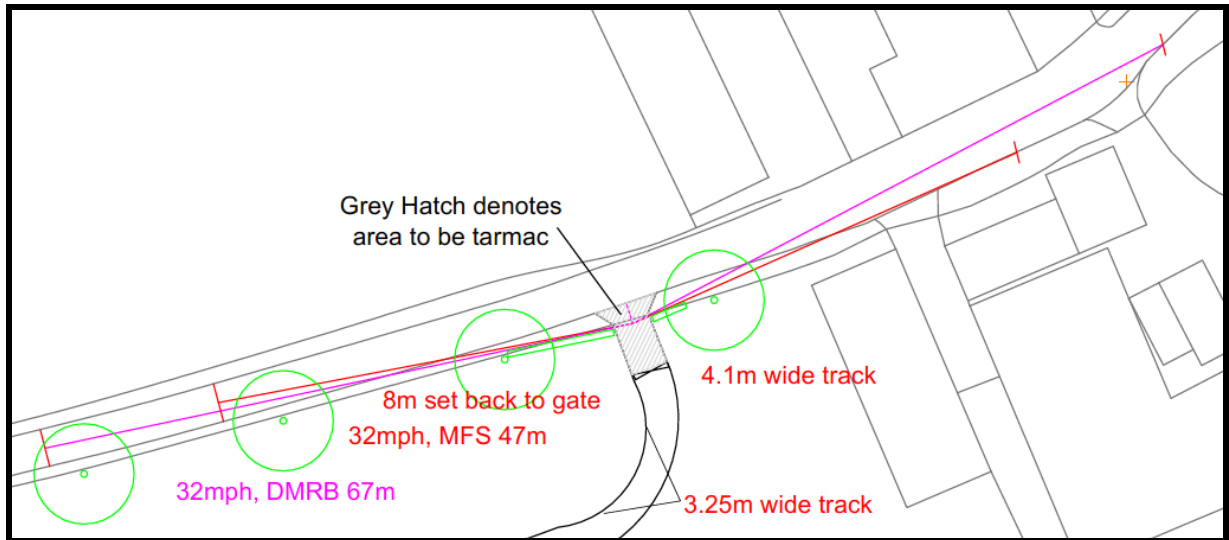 Grey Hatch denotes
area to be tarmac
4.1m wide track
8m set back to gate
32mph, MFS 47m
32mph, DMRB 67m
3.25m wide track